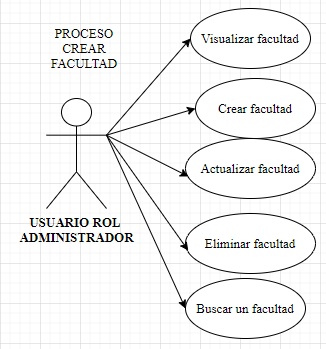 PROCESO
CREAR
FACULTAD
Visualizar facultad
Crear facultad
Actualizar facultad
USUARIO ROL
ADMINISTRADOR
Eliminar facultad
Buscar un facultad